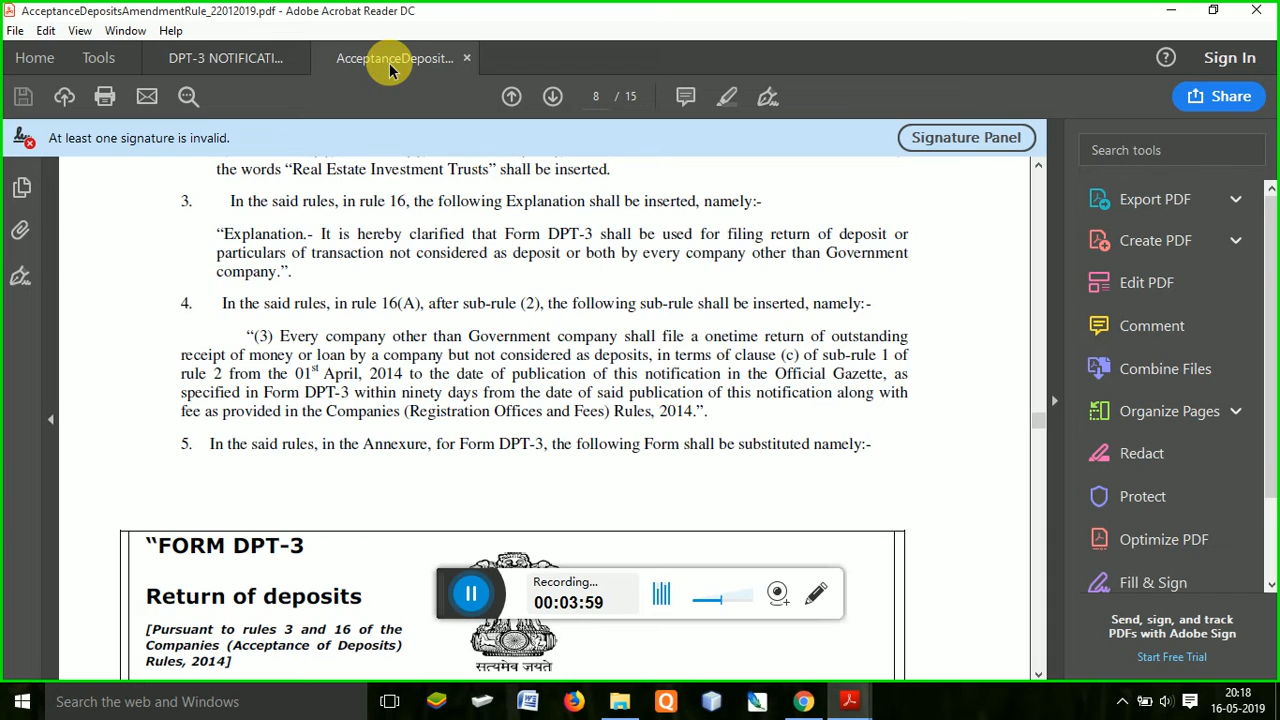 AcceptanceDepositsAmendmentRule_22012019.pdf - Adobe Acrobat Reader DC
File Edit View Window Help
Home Tools DPT-3 NOTIFICATI... AcceptanceDeposit... × Sign In
8 / 15 Share
At least one signature is invalid. Signature Panel
the words “Real Estate Investment Trusts” shall be inserted.
3. In the said rules, in rule 16, the following Explanation shall be inserted, namely:-
“Explanation.- It is hereby clarified that Form DPT-3 shall be used for filing return of deposit or
particulars of transaction not considered as deposit or both by every company other than Government
company.”.
4. In the said rules, in rule 16(A), after sub-rule (2), the following sub-rule shall be inserted, namely:-
“(3) Every company other than Government company shall file a onetime return of outstanding
receipt of money or loan by a company but not considered as deposits, in terms of clause (c) of sub-rule 1 of
rule 2 from the 01st April, 2014 to the date of publication of this notification in the Official Gazette, as
specified in Form DPT-3 within ninety days from the date of said publication of this notification along with
fee as provided in the Companies (Registration Offices and Fees) Rules, 2014.”.
5. In the said rules, in the Annexure, for Form DPT-3, the following Form shall be substituted namely:-
“FORM DPT-3
Return of deposits
[Pursuant to rules 3 and 16 of the
Companies (Acceptance of Deposits)
Rules, 2014]
सत्यमेव जयते
Recording...
00:03:59
Search tools
Export PDF
Create PDF
Edit PDF
Comment
Combine Files
Organize Pages
Redact
Protect
Optimize PDF
Fill & Sign
Send, sign, and track
PDFs with Adobe Sign
Start Free Trial
Search the web and Windows
20:18
16-05-2019